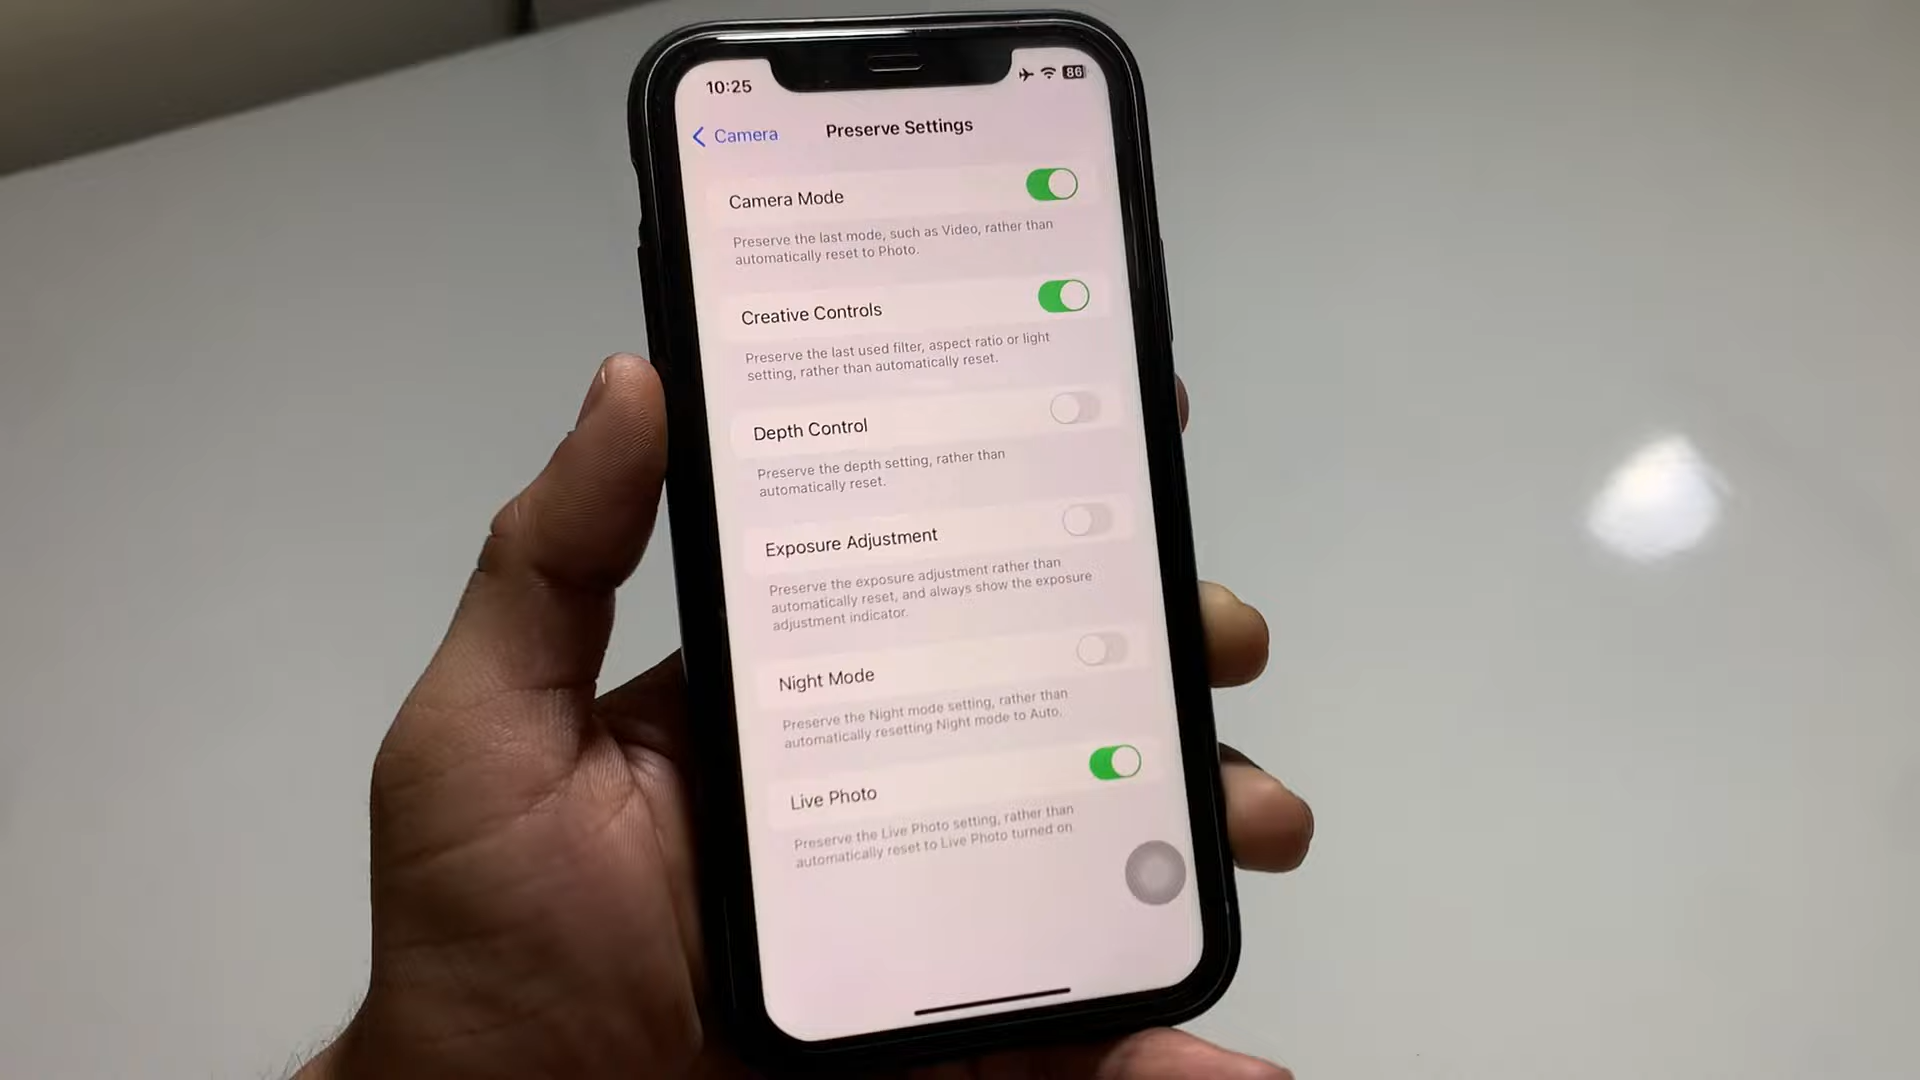 10:25
86
Camera
Preserve Settings
Camera Mode
Preserve the last mode, such as Video, rather than
automatically reset to Photo.
Creative Controls
Preserve the last used filter, aspect ratio or light
setting, rather than automatically reset.
Depth Control
Preserve the depth setting, rather than
automatically reset.
Exposure Adjustment
Preserve the exposure adjustment rather than
automatically reset, and always show the exposure
adjustment indicator.
Night Mode
Preserve the Night mode setting, rather than
automatically resetting Night mode to Auto.
Live Photo
Preserve the Live Photo setting, rather than
automatically reset to Live Photo turned on.